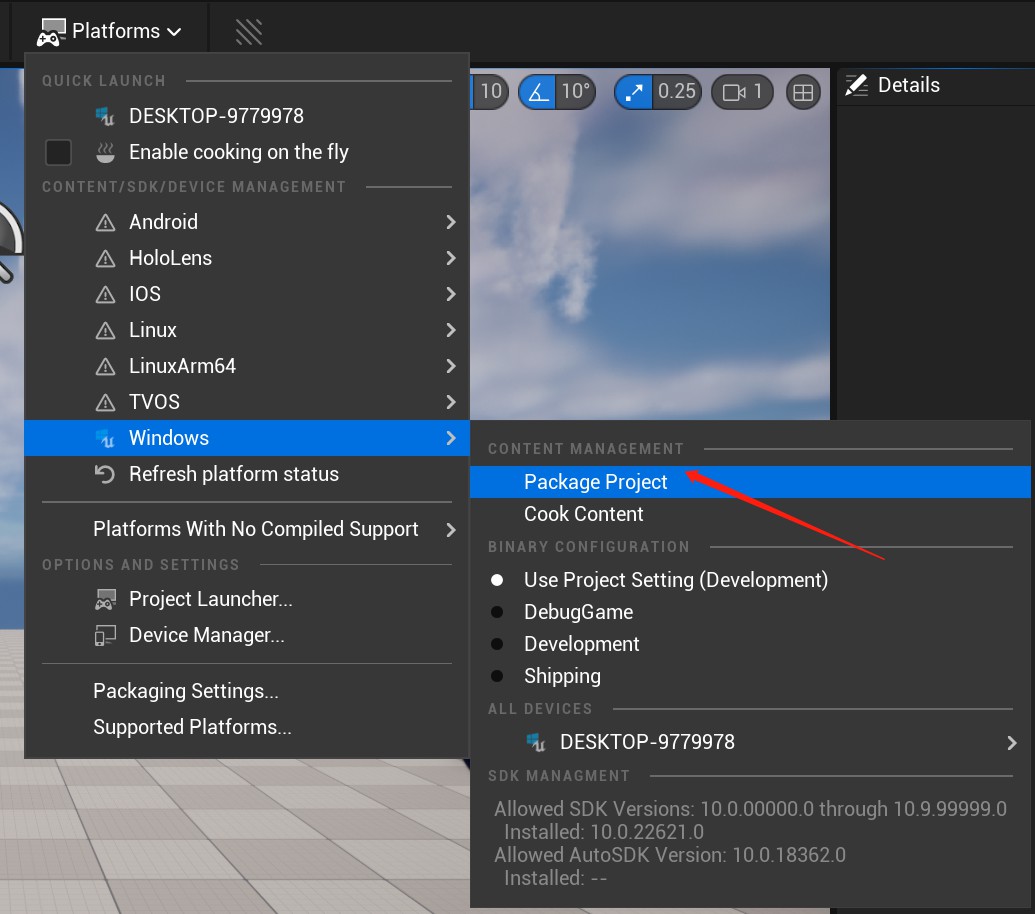 Platforms
QUICK LAUNCH
DESKTOP-9779978
Enable cooking on the fly
CONTENT/SDK/DEVICE MANAGEMENT
Android
HoloLens
IOS
Linux
LinuxArm64
TVOS
Windows
Refresh platform status
Platforms With No Compiled Support
OPTIONS AND SETTINGS
Project Launcher...
Device Manager...
Packaging Settings...
Supported Platforms...
10
10°
0.25
1
Details
CONTENT MANAGEMENT
Package Project
Cook Content
BINARY CONFIGURATION
Use Project Setting (Development)
DebugGame
Development
Shipping
ALL DEVICES
DESKTOP-9779978
SDK MANAGMENT
Allowed SDK Versions: 10.0.00000.0 through 10.9.99999.0
Installed: 10.0.22621.0
Allowed AutoSDK Version: 10.0.18362.0
Installed: --